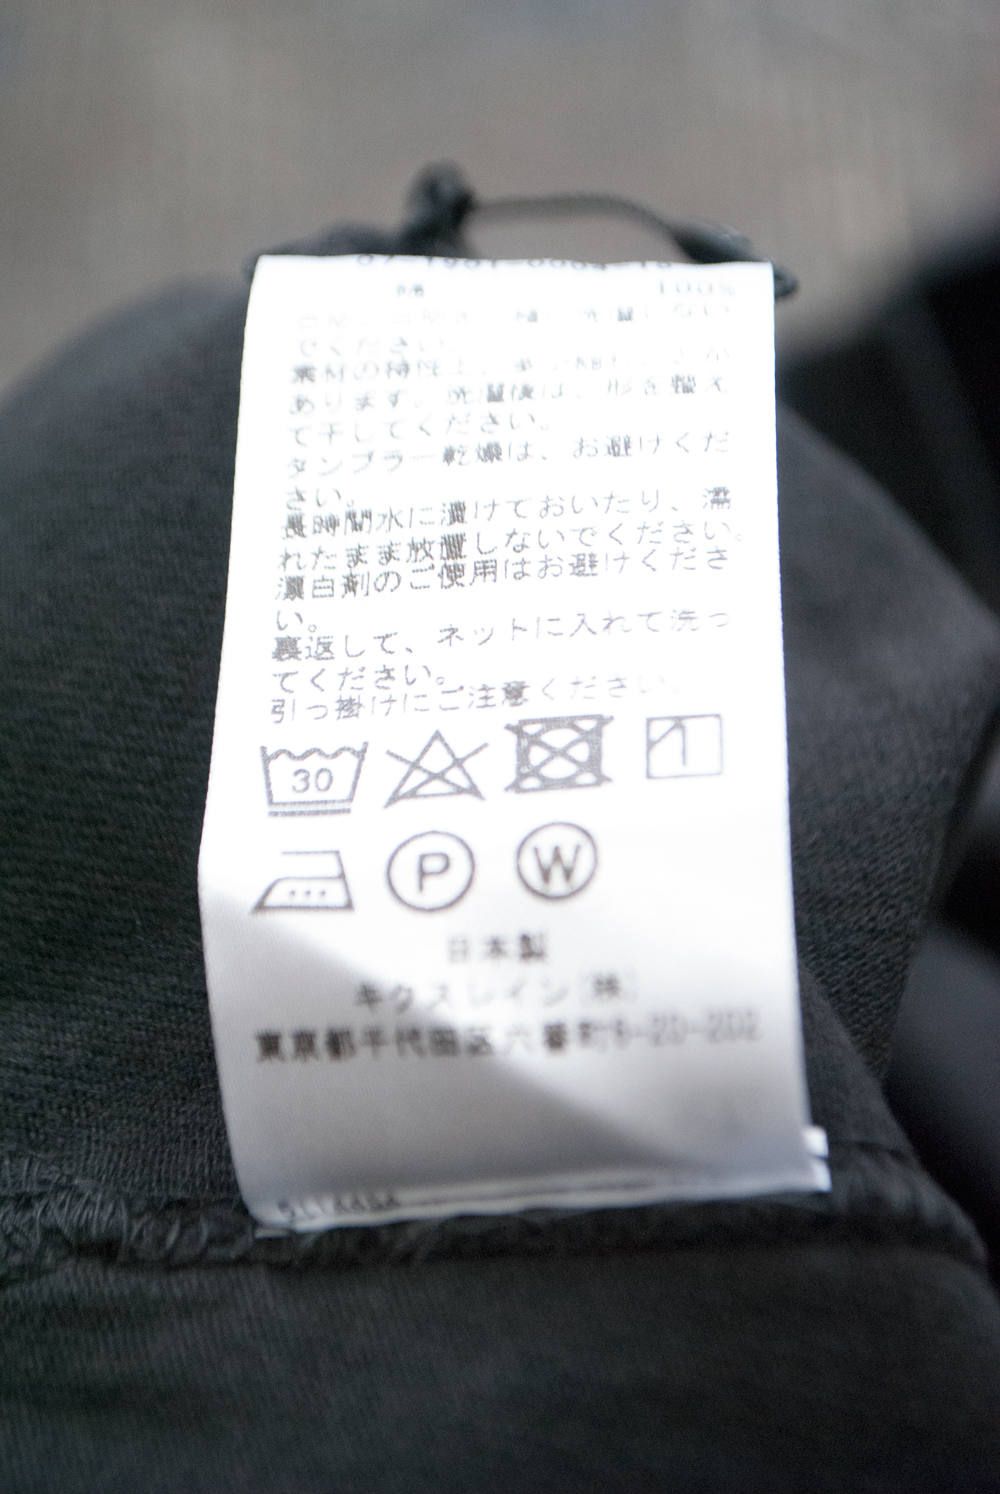 100%
でください。
素材の特性上、
あります。洗濯後は、形を整え
て干してください。
タンブラー乾燥は、お避けくだ
さい。
長時間水に漬けておいたり、濡
れたまま放置しないでください。
漂白剤のご使用はお避けくださ
い。
裏返して、ネットに入れて洗っ
てください。
引っ掛けにご注意ください。
30
P W
日本製
キクスレイン(株)
東京都千代田区六番町6-20-202